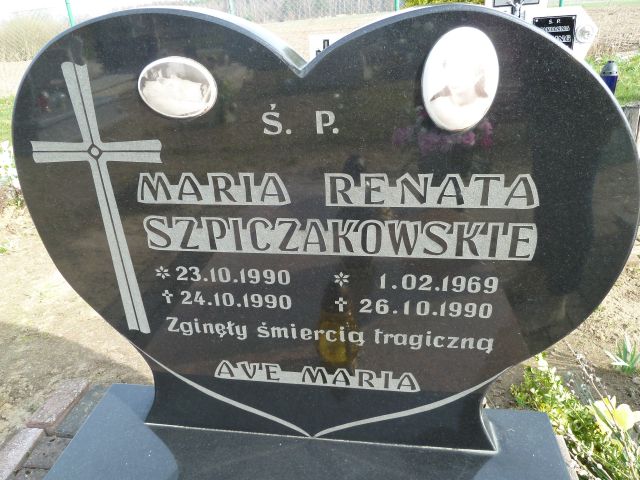 Ś. P.
MARIA RENATA
SZPICZAKOWSKIE
* 23.10.1990 * 1.02.1969
† 24.10.1990 † 26.10.1990
Zginęły śmiercią tragiczną
AVE MARIA
Ś. P.